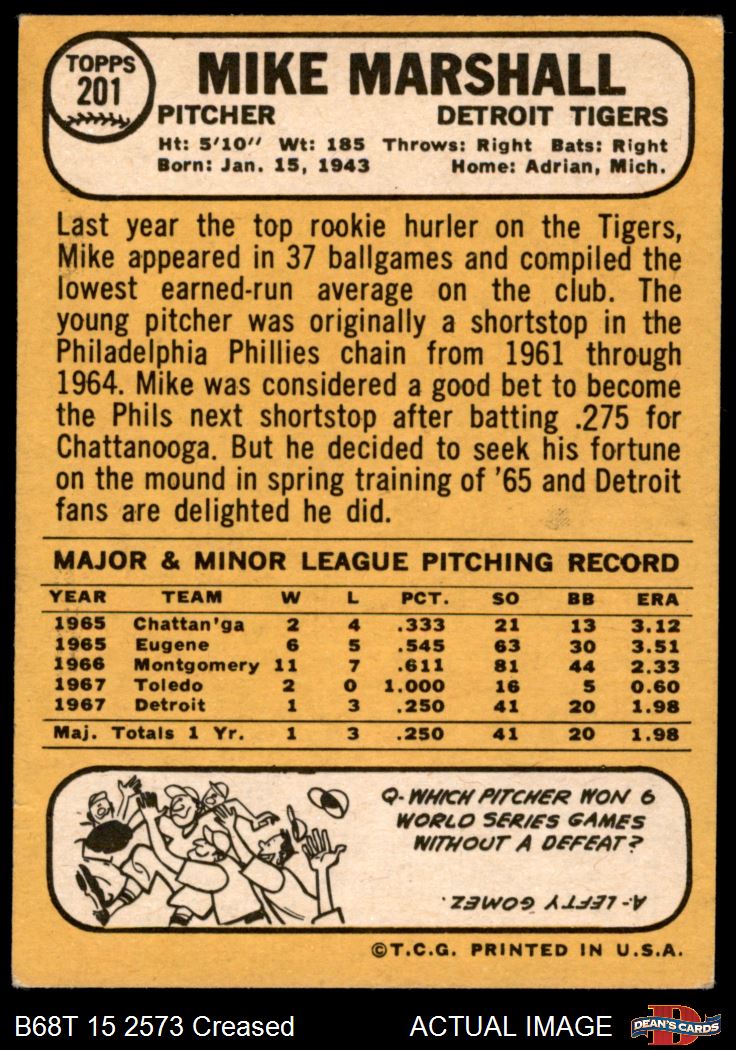 TOPPS
201
MIKE MARSHALL
PITCHER DETROIT TIGERS
Ht: 5'10" Wt: 185 Throws: Right Bats: Right
Born: Jan. 15, 1943 Home: Adrian, Mich.
Last year the top rookie hurler on the Tigers,
Mike appeared in 37 ballgames and compiled the
lowest earned-run average on the club. The
young pitcher was originally a shortstop in the
Philadelphia Phillies chain from 1961 through
1964. Mike was considered a good bet to become
the Phils next shortstop after batting .275 for
Chattanooga. But he decided to seek his fortune
on the mound in spring training of '65 and Detroit
fans are delighted he did.
MAJOR & MINOR LEAGUE PITCHING RECORD
YEAR TEAM W L PCT. SO BB ERA
1965 Chattan'ga 2 4 .333 21 13 3.12
1965 Eugene 6 5 .545 63 30 3.51
1966 Montgomery 11 7 .611 81 44 2.33
1967 Toledo 2 0 1.000 16 5 0.60
1967 Detroit 1 3 .250 41 20 1.98
Maj. Totals 1 Yr. 1 3 .250 41 20 1.98
Q-WHICH PITCHER WON 6
WORLD SERIES GAMES
WITHOUT A DEFEAT?
A-LEFTY GOMEZ.
©T.C.G. PRINTED IN U.S.A.
B68T 15 2573 Creased ACTUAL IMAGE
DEAN'S CARDS